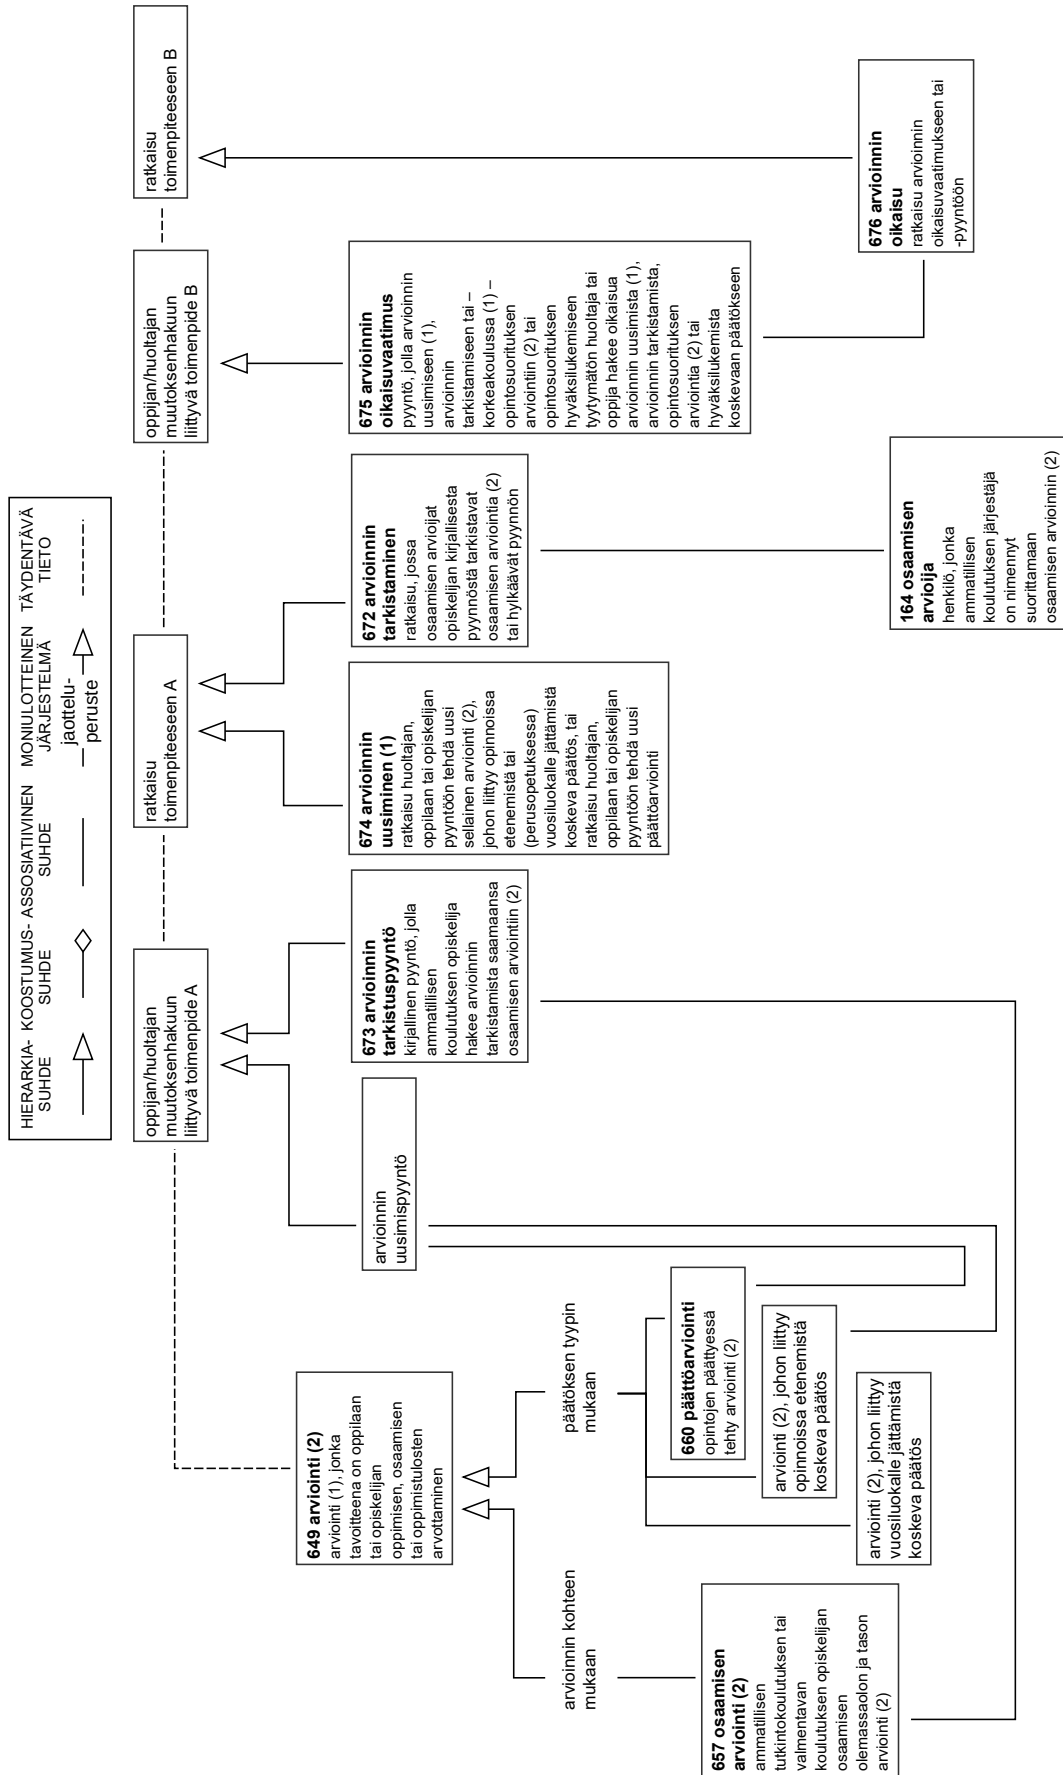 HIERARKIA-
SUHDE
KOOSTUMUS-
SUHDE
ASSOSIATIIVINEN
SUHDE
MONIULOTTEINEN
JÄRJESTELMÄ
jaottelu-
peruste
TÄYDENTÄVÄ
TIETO
oppijan/huoltajan
muutoksenhakuun
liittyvä toimenpide A
ratkaisu
toimenpiteeseen A
oppijan/huoltajan
muutoksenhakuun
liittyvä toimenpide B
ratkaisu
toimenpiteeseen B
649 arviointi (2)
arviointi (1), jonka
tavoitteena on oppilaan
tai opiskelijan
oppimisen, osaamisen
tai oppimistulosten
arvottaminen
arvioinnin
uusimispyyntö
673 arvioinnin
tarkistuspyyntö
kirjallinen pyyntö, jolla
ammatillisen
koulutuksen opiskelija
hakee arvioinnin
tarkistamista saamaansa
osaamisen arviointiin (2)
674 arvioinnin
uusiminen (1)
ratkaisu huoltajan,
oppilaan tai opiskelijan
pyyntöön tehdä uusi
sellainen arviointi (2),
johon liittyy opinnoissa
etenemistä tai
(perusopetuksessa)
vuosiluokalle jättämistä
koskeva päätös, tai
ratkaisu huoltajan,
oppilaan tai opiskelijan
pyyntöön tehdä uusi
päättöarviointi
672 arvioinnin
tarkistaminen
ratkaisu, jossa
osaamisen arvioijat
opiskelijan kirjallisesta
pyynnöstä tarkistavat
osaamisen arviointia (2)
tai hylkäävät pyynnön
675 arvioinnin
oikaisuvaatimus
pyyntö, jolla arvioinnin
uusimiseen (1),
arvioinnin
tarkistamiseen tai –
korkeakoulussa (1) –
opintosuorituksen
arviointiin (2) tai
opintosuorituksen
hyväksilukemiseen
tyytymätön huoltaja tai
oppija hakee oikaisua
arvioinnin uusimista (1),
arvioinnin tarkistamista,
opintosuorituksen
arviointia (2) tai
hyväksilukemista
koskevaan päätökseen
arvioinnin kohteen
mukaan
päätöksen tyypin
mukaan
657 osaamisen
arviointi (2)
ammatillisen
tutkintokoulutuksen tai
valmentavan
koulutuksen opiskelijan
osaamisen
olemassaolon ja tason
arviointi (2)
660 päättöarviointi
opintojen päättyessä
tehty arviointi (2)
arviointi (2), johon liittyy
opinnoissa etenemistä
koskeva päätös
arviointi (2), johon liittyy
vuosiluokalle jättämistä
koskeva päätös
164 osaamisen
arvioija
henkilö, jonka
ammatillisen
koulutuksen järjestäjä
on nimennyt
suorittamaan
osaamisen arvioinnin (2)
676 arvioinnin
oikaisu
ratkaisu arvioinnin
oikaisuvaatimukseen tai
-pyyntöön